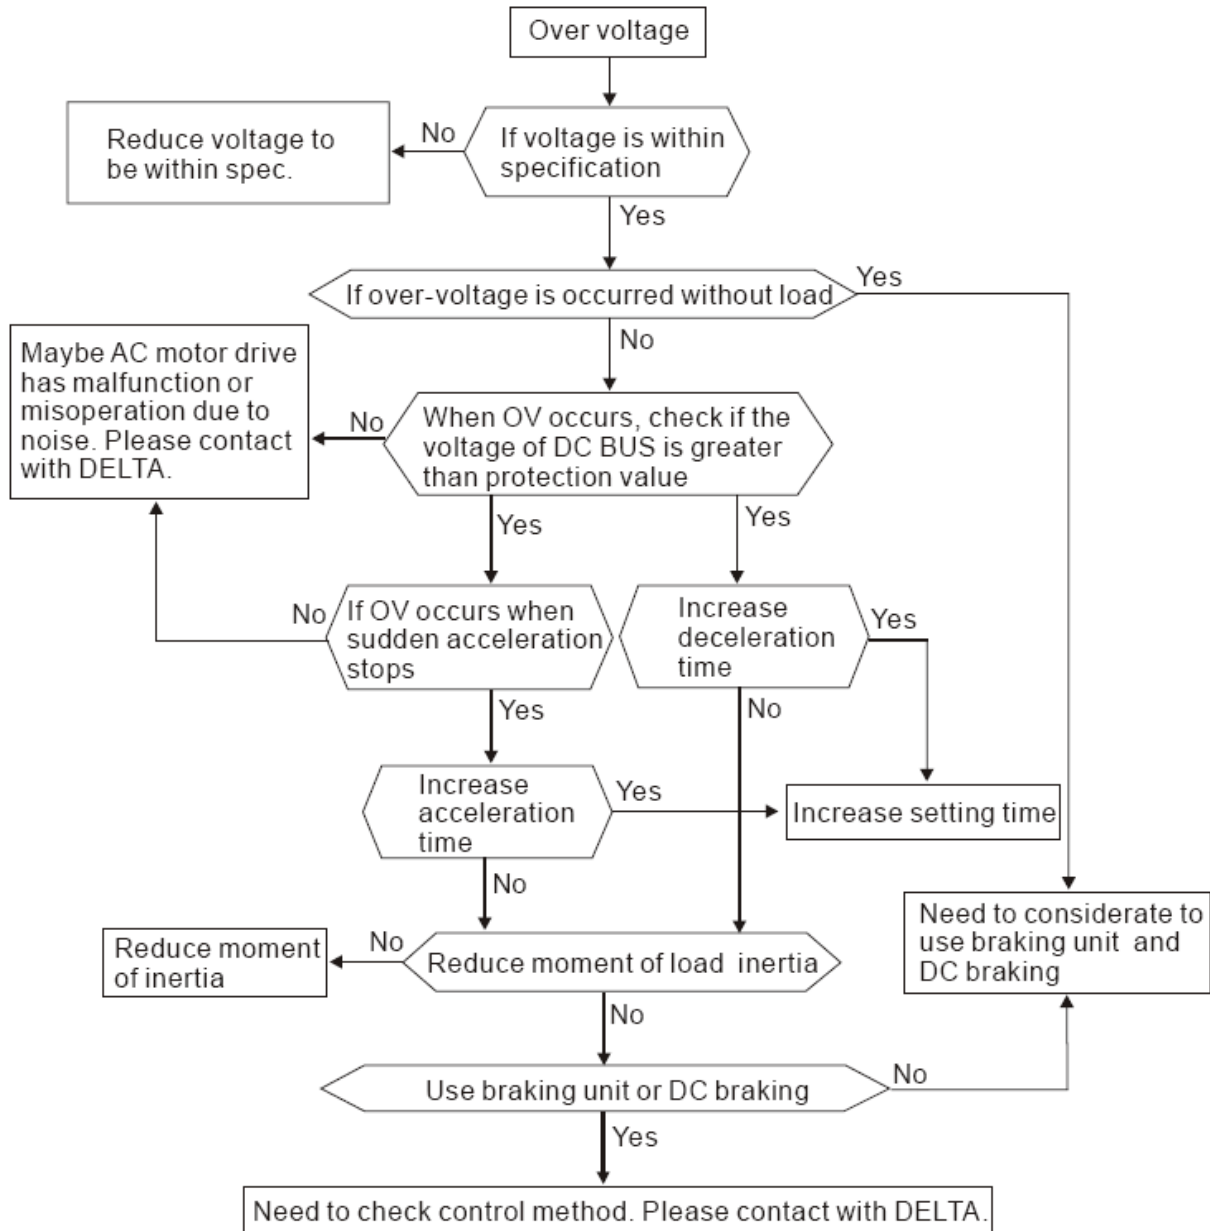 Over voltage
Reduce voltage to
be within spec.
No
If voltage is within
specification
Yes
If over-voltage is occurred without load
Yes
No
Maybe AC motor drive
has malfunction or
misoperation due to
noise. Please contact
with DELTA.
No
When OV occurs, check if the
voltage of DC BUS is greater
than protection value
Yes
Yes
No
If OV occurs when
sudden acceleration
stops
Increase
deceleration
time
Yes
Yes
No
Increase
acceleration
time
Yes
Increase setting time
No
Need to considerate to
use braking unit and
DC braking
Reduce moment
of inertia
No
Reduce moment of load inertia
No
Use braking unit or DC braking
No
Yes
Need to check control method. Please contact with DELTA.